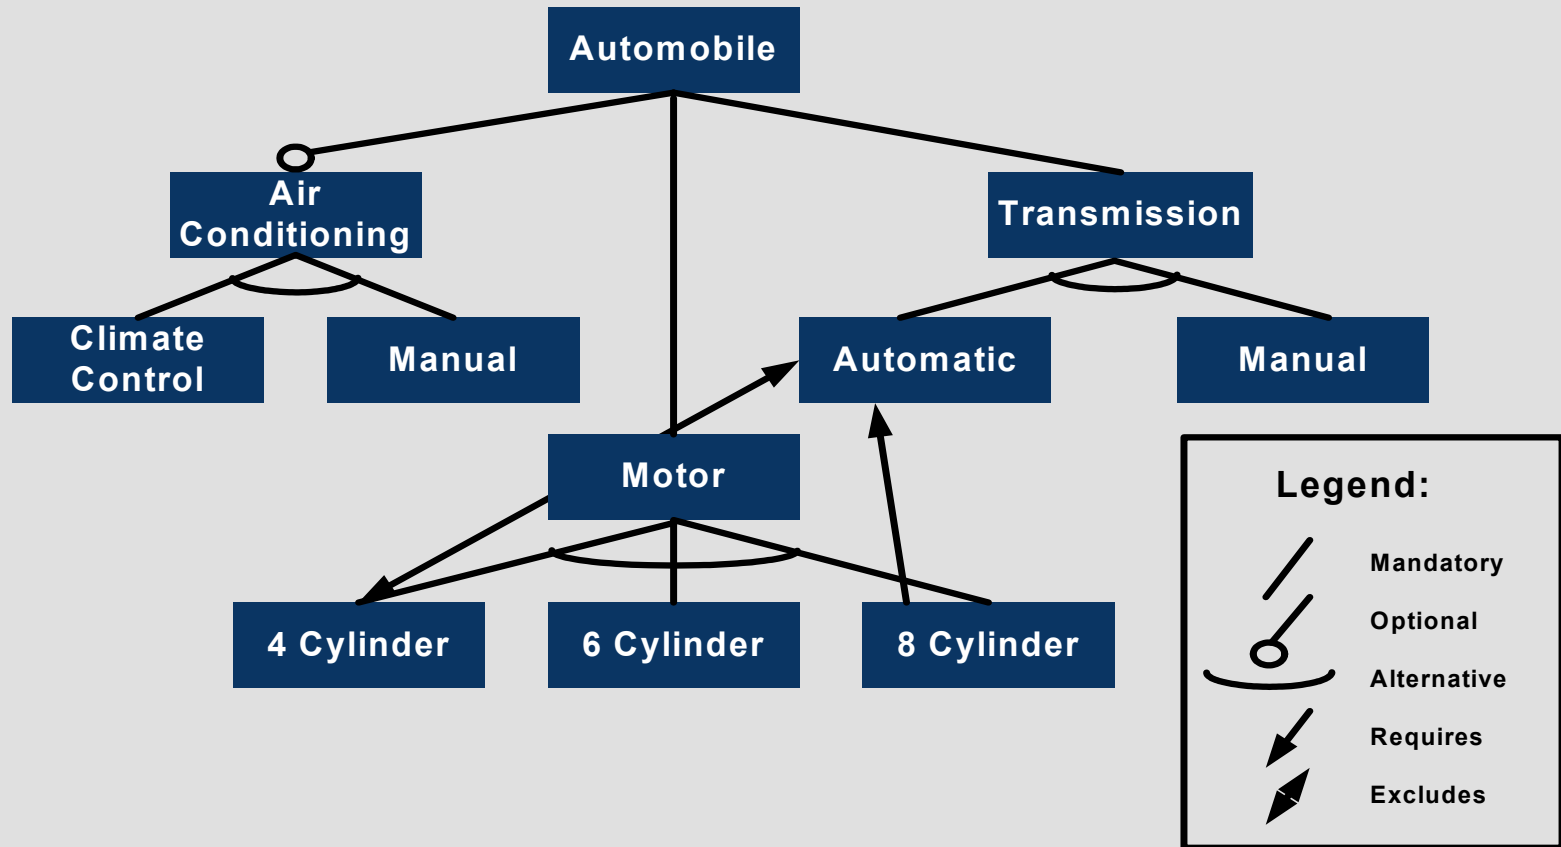 Automobile
Air
Conditioning
Transmission
Climate
Control
Manual
Automatic
Manual
Motor
4 Cylinder
6 Cylinder
8 Cylinder
Legend:
Mandatory
Optional
Alternative
Requires
Excludes